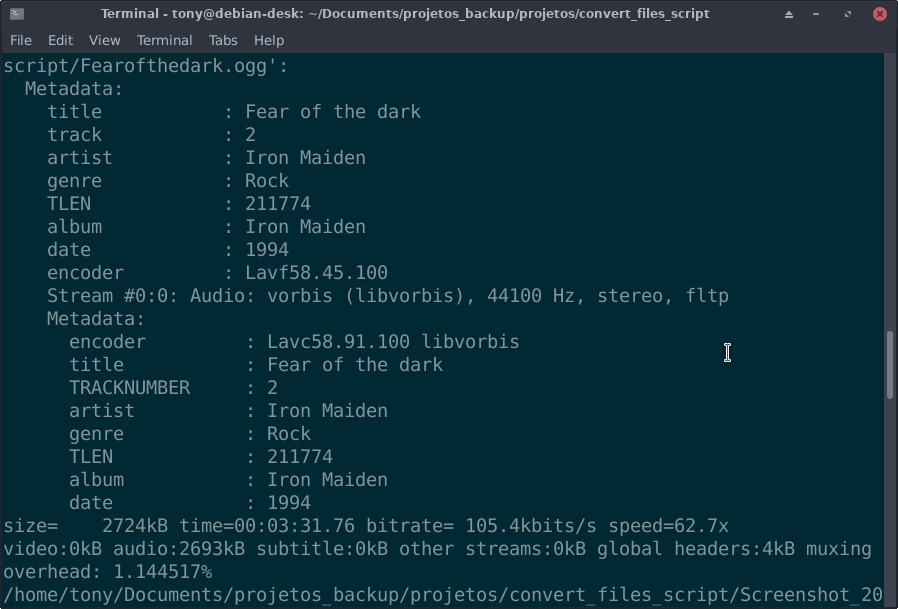 Terminal - tony@debian-desk: ~/Documents/projetos_backup/projetos/convert_files_script
File Edit View Terminal Tabs Help
script/Fearofthedark.ogg':
  Metadata:
    title           : Fear of the dark
    track           : 2
    artist          : Iron Maiden
    genre           : Rock
    TLEN            : 211774
    album           : Iron Maiden
    date            : 1994
    encoder         : Lavf58.45.100
    Stream #0:0: Audio: vorbis (libvorbis), 44100 Hz, stereo, fltp
    Metadata:
      encoder         : Lavc58.91.100 libvorbis
      title           : Fear of the dark
      TRACKNUMBER     : 2
      artist          : Iron Maiden
      genre           : Rock
      TLEN            : 211774
      album           : Iron Maiden
      date            : 1994
size=    2724kB time=00:03:31.76 bitrate= 105.4kbits/s speed=62.7x
video:0kB audio:2693kB subtitle:0kB other streams:0kB global headers:4kB muxing
overhead: 1.144517%
/home/tony/Documents/projetos_backup/projetos/convert_files_script/Screenshot_20